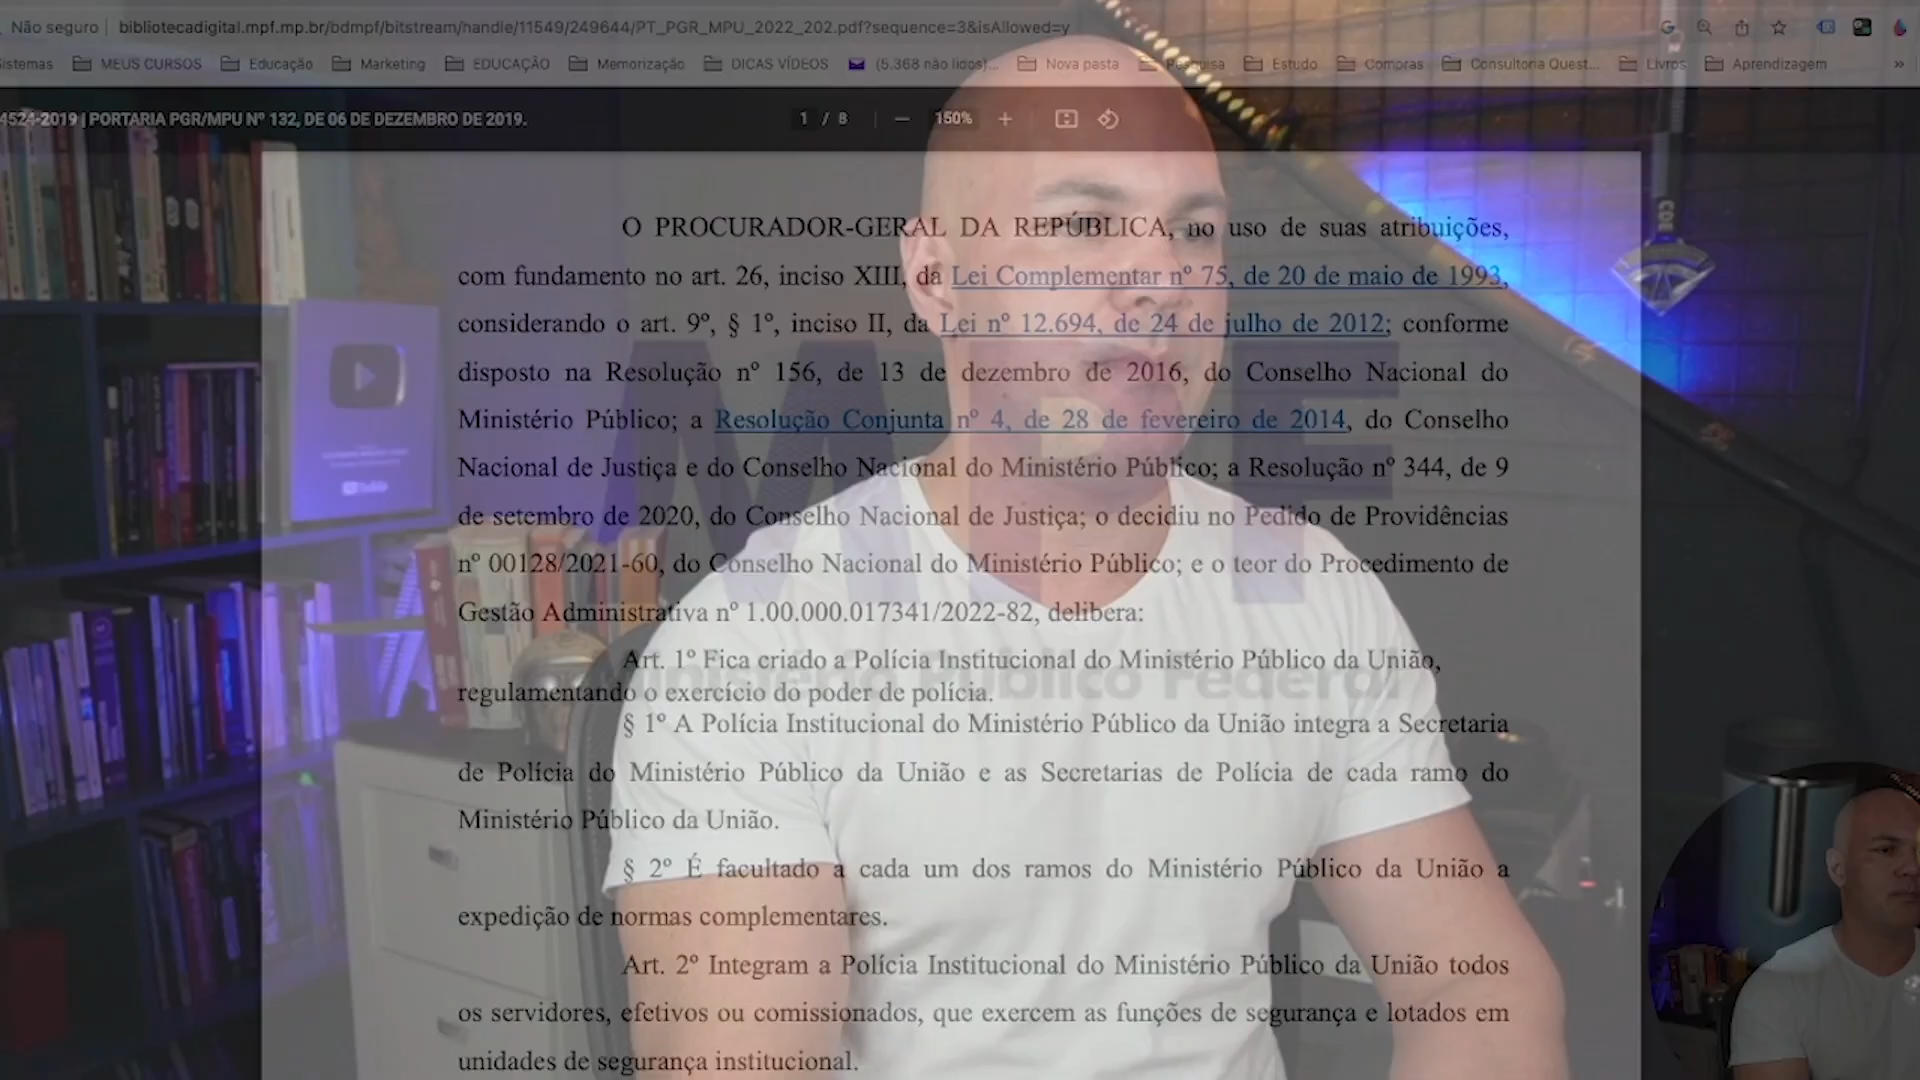 Não seguro | bibliotecadigital.mpf.mp.br/bdmpf/bitstream/handle/11549/249644/PT_PGR_MPU_2022_202.pdf?sequence=3&isAllowed=y
istemas MEUS CURSOS Educação Marketing EDUCAÇÃO Memorização DICAS VÍDEOS (5.368 não lidos)... Nova pasta Pesquisa Estudo Compras Consultoria Quest... Livros Aprendizagem »
4524-2019 | PORTARIA PGR/MPU Nº 132, DE 06 DE DEZEMBRO DE 2019. 1 / 8 — 150% +
O PROCURADOR-GERAL DA REPÚBLICA, no uso de suas atribuições,
com fundamento no art. 26, inciso XIII, da Lei Complementar nº 75, de 20 de maio de 1993,
considerando o art. 9º, § 1º, inciso II, da Lei nº 12.694, de 24 de julho de 2012; conforme
disposto na Resolução nº 156, de 13 de dezembro de 2016, do Conselho Nacional do
Ministério Público; a Resolução Conjunta nº 4, de 28 de fevereiro de 2014, do Conselho
Nacional de Justiça e do Conselho Nacional do Ministério Público; a Resolução nº 344, de 9
de setembro de 2020, do Conselho Nacional de Justiça; o decidiu no Pedido de Providências
nº 00128/2021-60, do Conselho Nacional do Ministério Público; e o teor do Procedimento de
Gestão Administrativa nº 1.00.000.017341/2022-82, delibera:
Art. 1º Fica criado a Polícia Institucional do Ministério Público da União,
regulamentando o exercício do poder de polícia.
§ 1º A Polícia Institucional do Ministério Público da União integra a Secretaria
de Polícia do Ministério Público da União e as Secretarias de Polícia de cada ramo do
Ministério Público da União.
§ 2º É facultado a cada um dos ramos do Ministério Público da União a
expedição de normas complementares.
Art. 2º Integram a Polícia Institucional do Ministério Público da União todos
os servidores, efetivos ou comissionados, que exercem as funções de segurança e lotados em
unidades de segurança institucional.
MPF
Ministério Público Federal